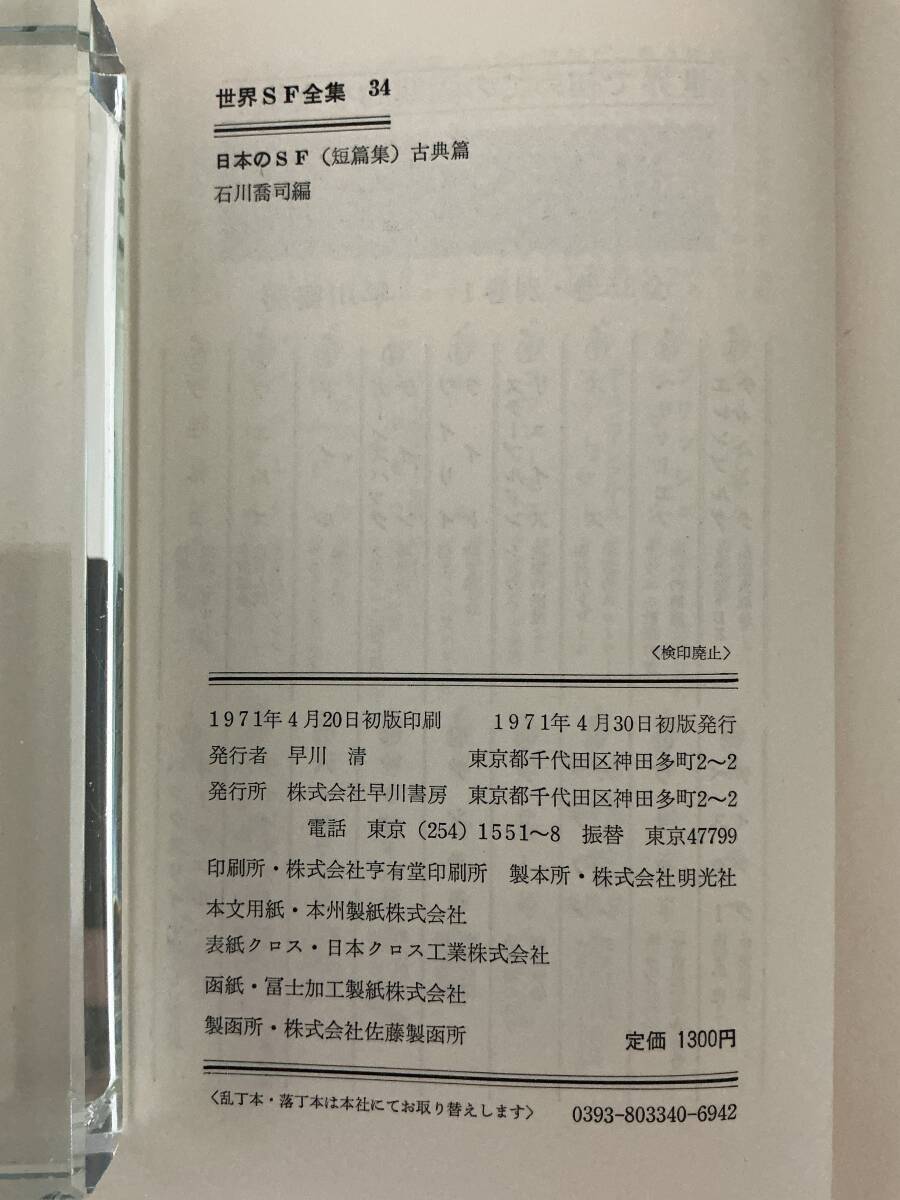 世界SF全集　34
日本のSF（短篇集）古典篇
石川喬司編
〈検印廃止〉
1971年4月20日初版印刷　1971年4月30日初版発行
発行者　早川　清　東京都千代田区神田多町2〜2
発行所　株式会社早川書房　東京都千代田区神田多町2〜2
電話　東京（254）1551〜8　振替　東京47799
印刷所・株式会社亨有堂印刷所　製本所・株式会社明光社
本文用紙・本州製紙株式会社
表紙クロス・日本クロス工業株式会社
函紙・冨士加工製紙株式会社
製函所・株式会社佐藤製函所　定価 1300円
〈乱丁本・落丁本は本社にてお取り替えします〉　0393-803340-6942